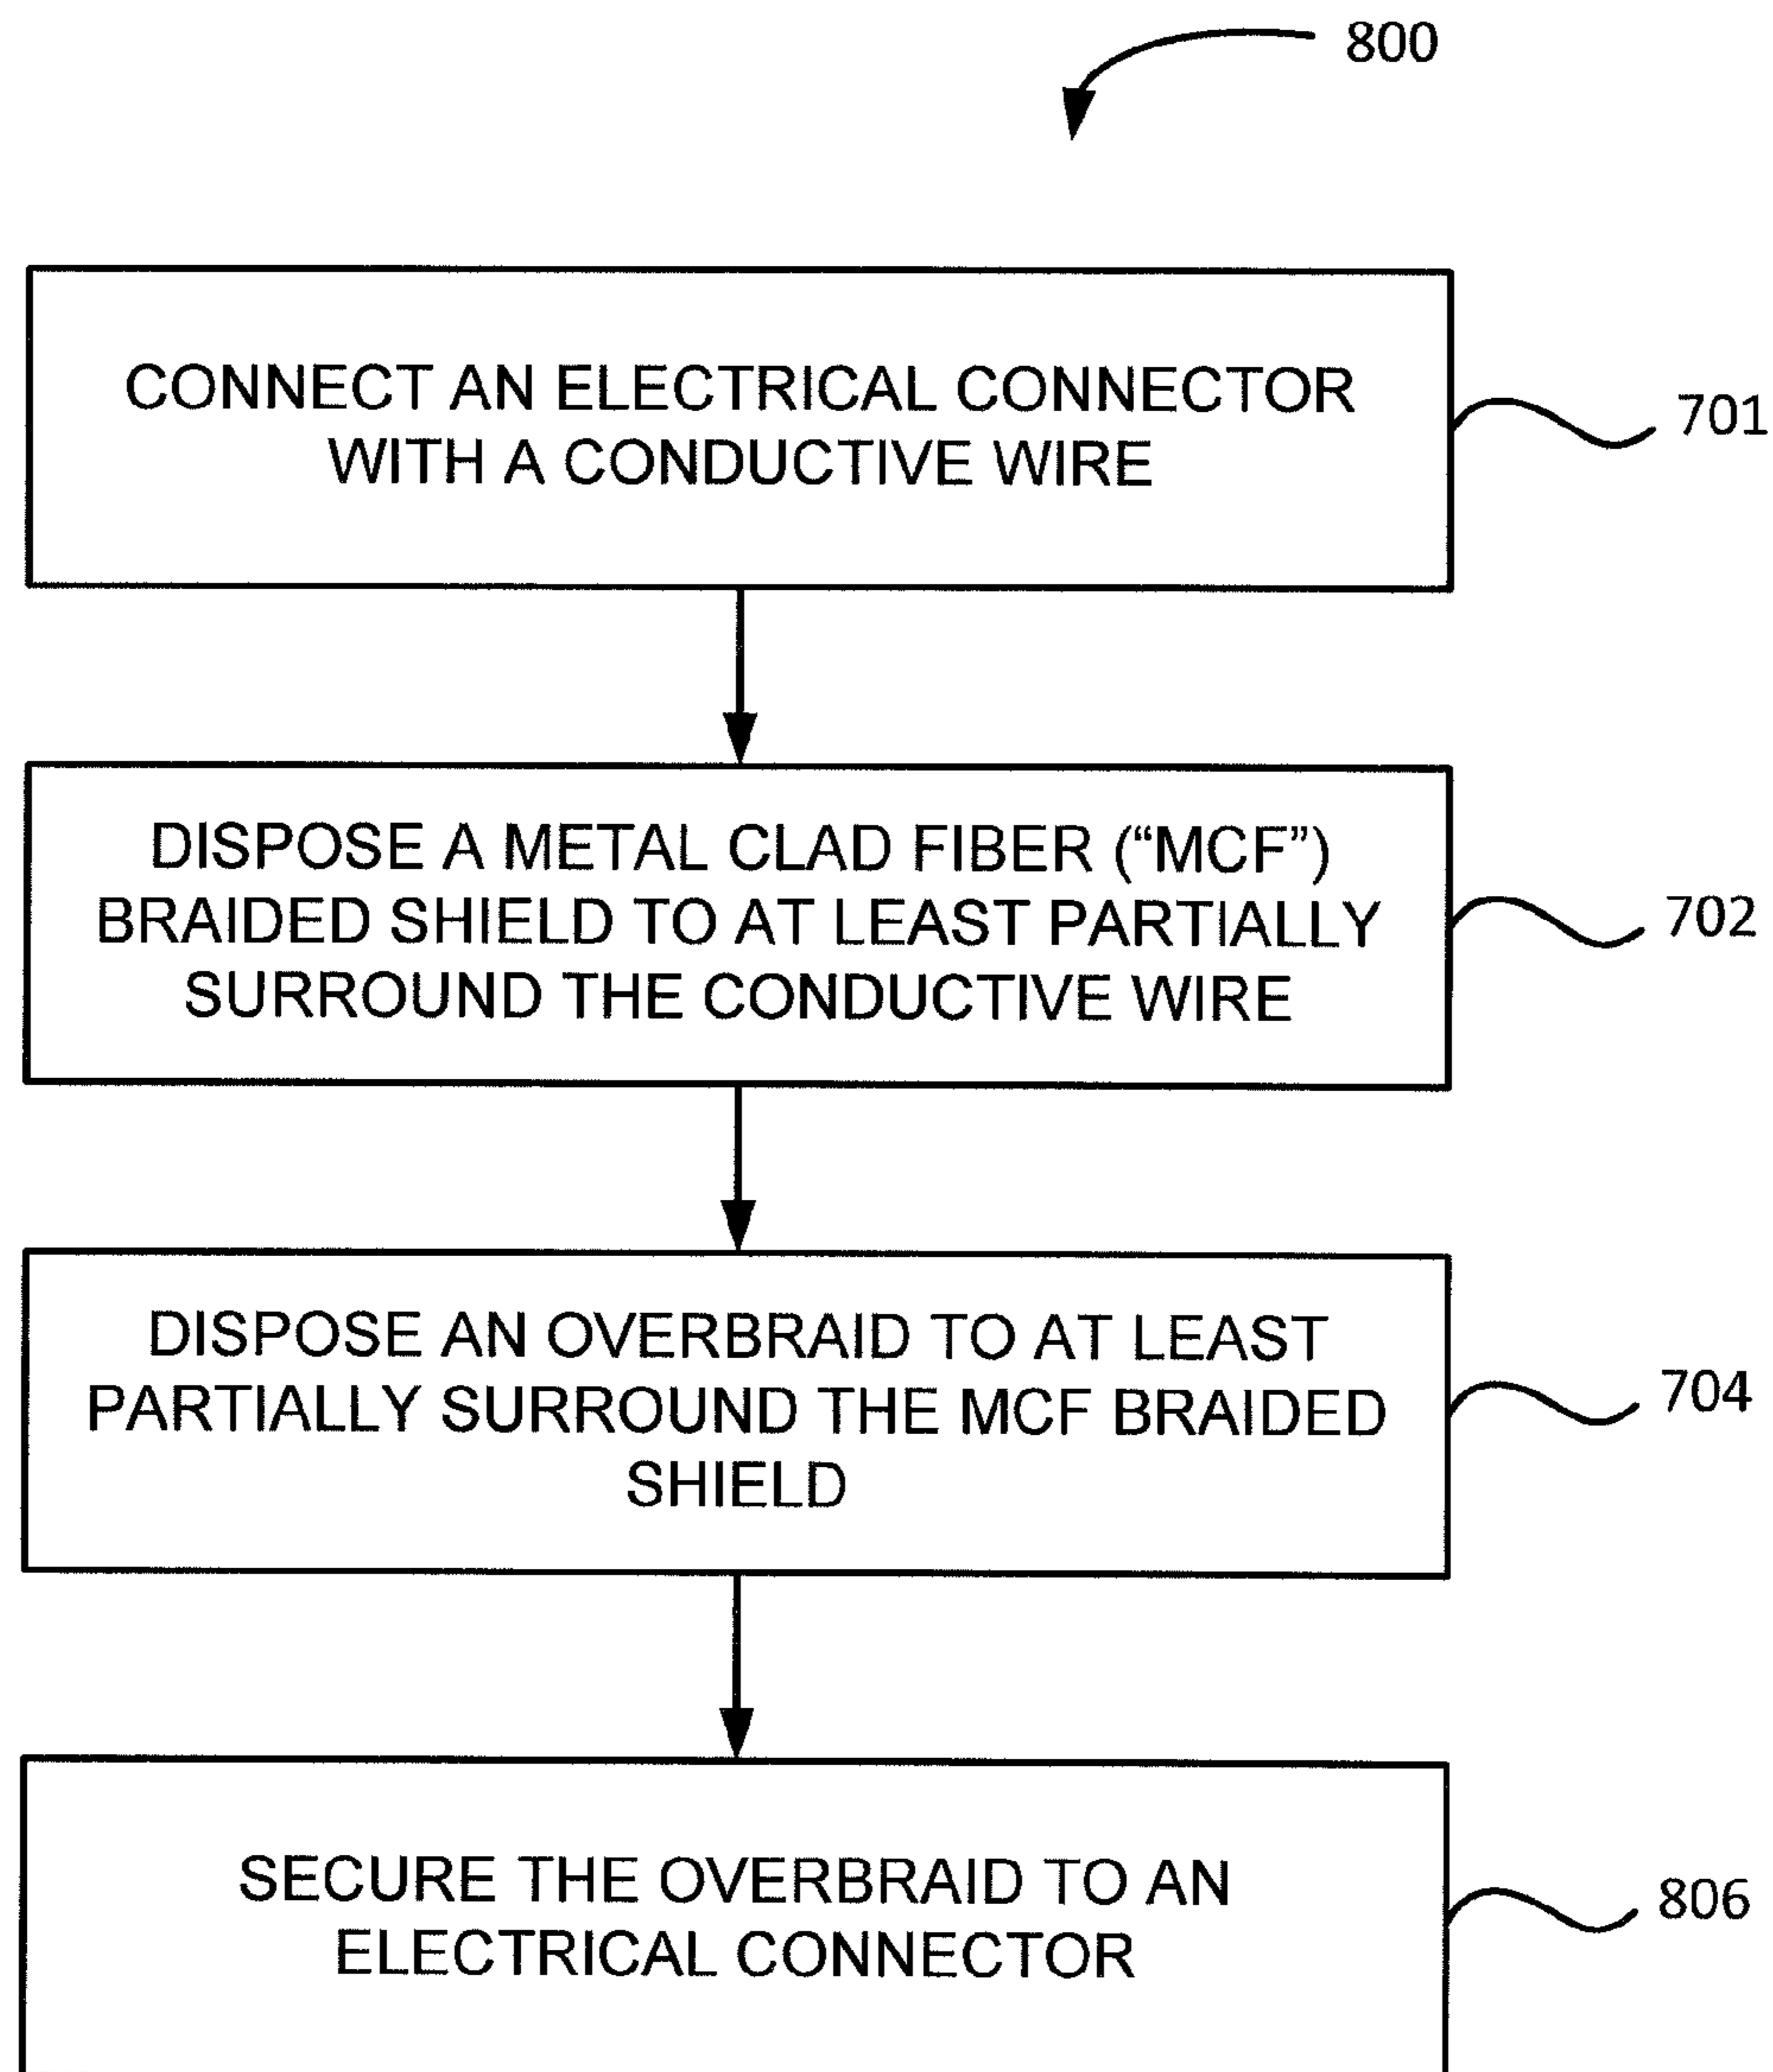 800
CONNECT AN ELECTRICAL CONNECTOR
WITH A CONDUCTIVE WIRE
701
DISPOSE A METAL CLAD FIBER (“MCF”)
BRAIDED SHIELD TO AT LEAST PARTIALLY
SURROUND THE CONDUCTIVE WIRE
702
DISPOSE AN OVERBRAID TO AT LEAST
PARTIALLY SURROUND THE MCF BRAIDED
SHIELD
704
SECURE THE OVERBRAID TO AN
ELECTRICAL CONNECTOR
806